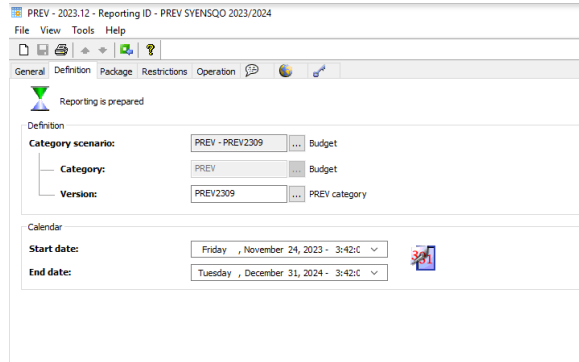 PREV - 2023.12 - Reporting ID - PREV SYENSQO 2023/2024
File View Tools Help
General Definition Package Restrictions Operation
Reporting is prepared
Definition
Category scenario: PREV - PREV2309 ... Budget
Category: PREV ... Budget
Version: PREV2309 ... PREV category
Calendar
Start date: Friday , November 24, 2023 - 3:42:0
End date: Tuesday , December 31, 2024 - 3:42:0
331